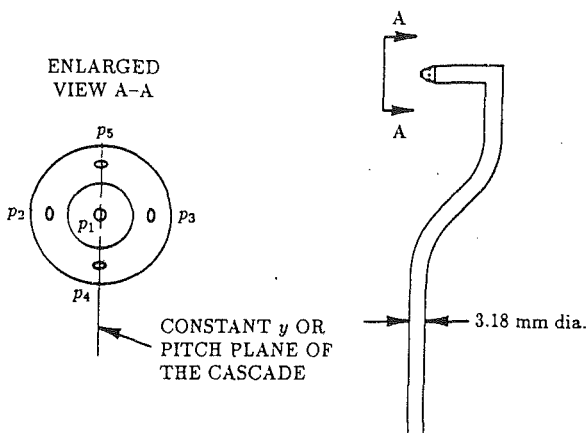 ENLARGED
VIEW A–A
A
A
p5
p2
p1
p3
p4
CONSTANT y OR
PITCH PLANE OF
THE CASCADE
3.18 mm dia.